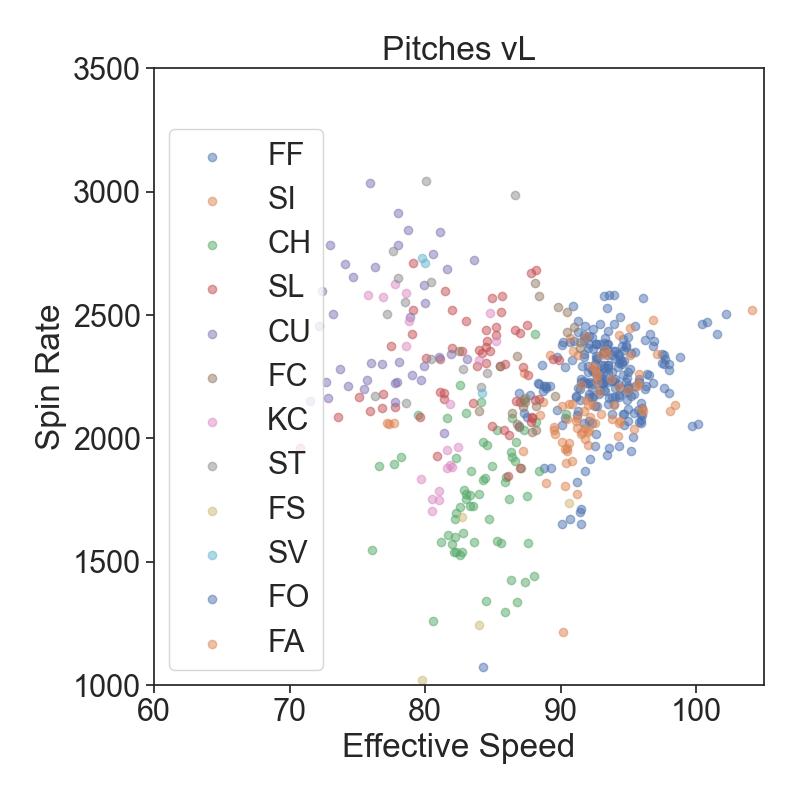 Pitches vL
3500
3000
2500
2000
1500
1000
Spin Rate
FF
SI
CH
SL
CU
FC
KC
ST
FS
SV
FO
FA
60 70 80 90 100
Effective Speed